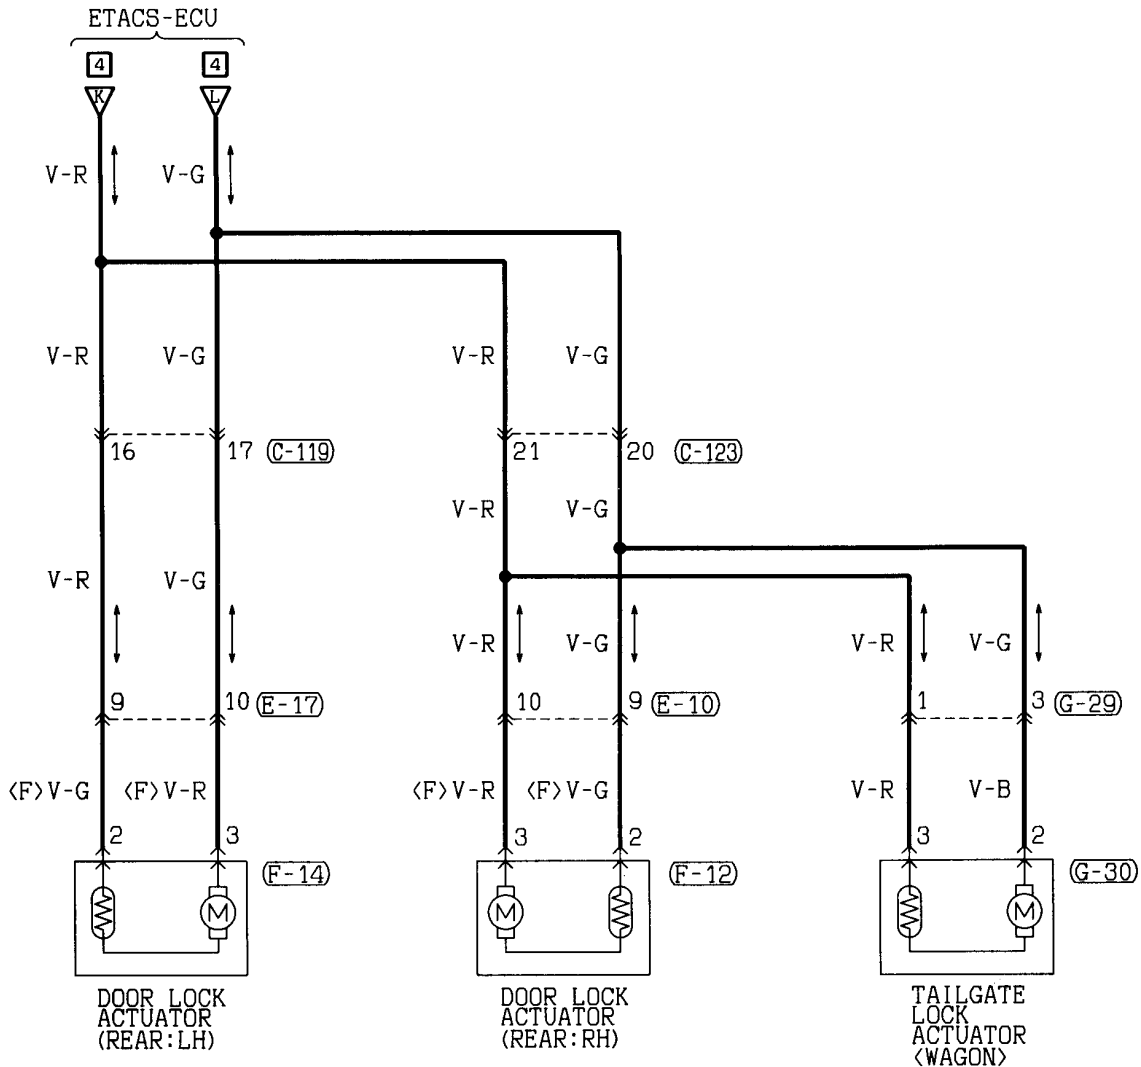 ETACS-ECU
4 4
K L
V-R V-G
V-R V-G V-R V-G
16 17 C-119 21 20 C-123
V-R V-G
V-R V-G
V-R V-G V-R V-G
9 10 E-17 10 9 E-10 1 3 G-29
<F>V-G <F>V-R <F>V-R <F>V-G V-R V-B
2 3 3 2 3 2
F-14 F-12 G-30
M M M
DOOR LOCK
ACTUATOR
(REAR:LH)
DOOR LOCK
ACTUATOR
(REAR:RH)
TAILGATE
LOCK
ACTUATOR
<WAGON>